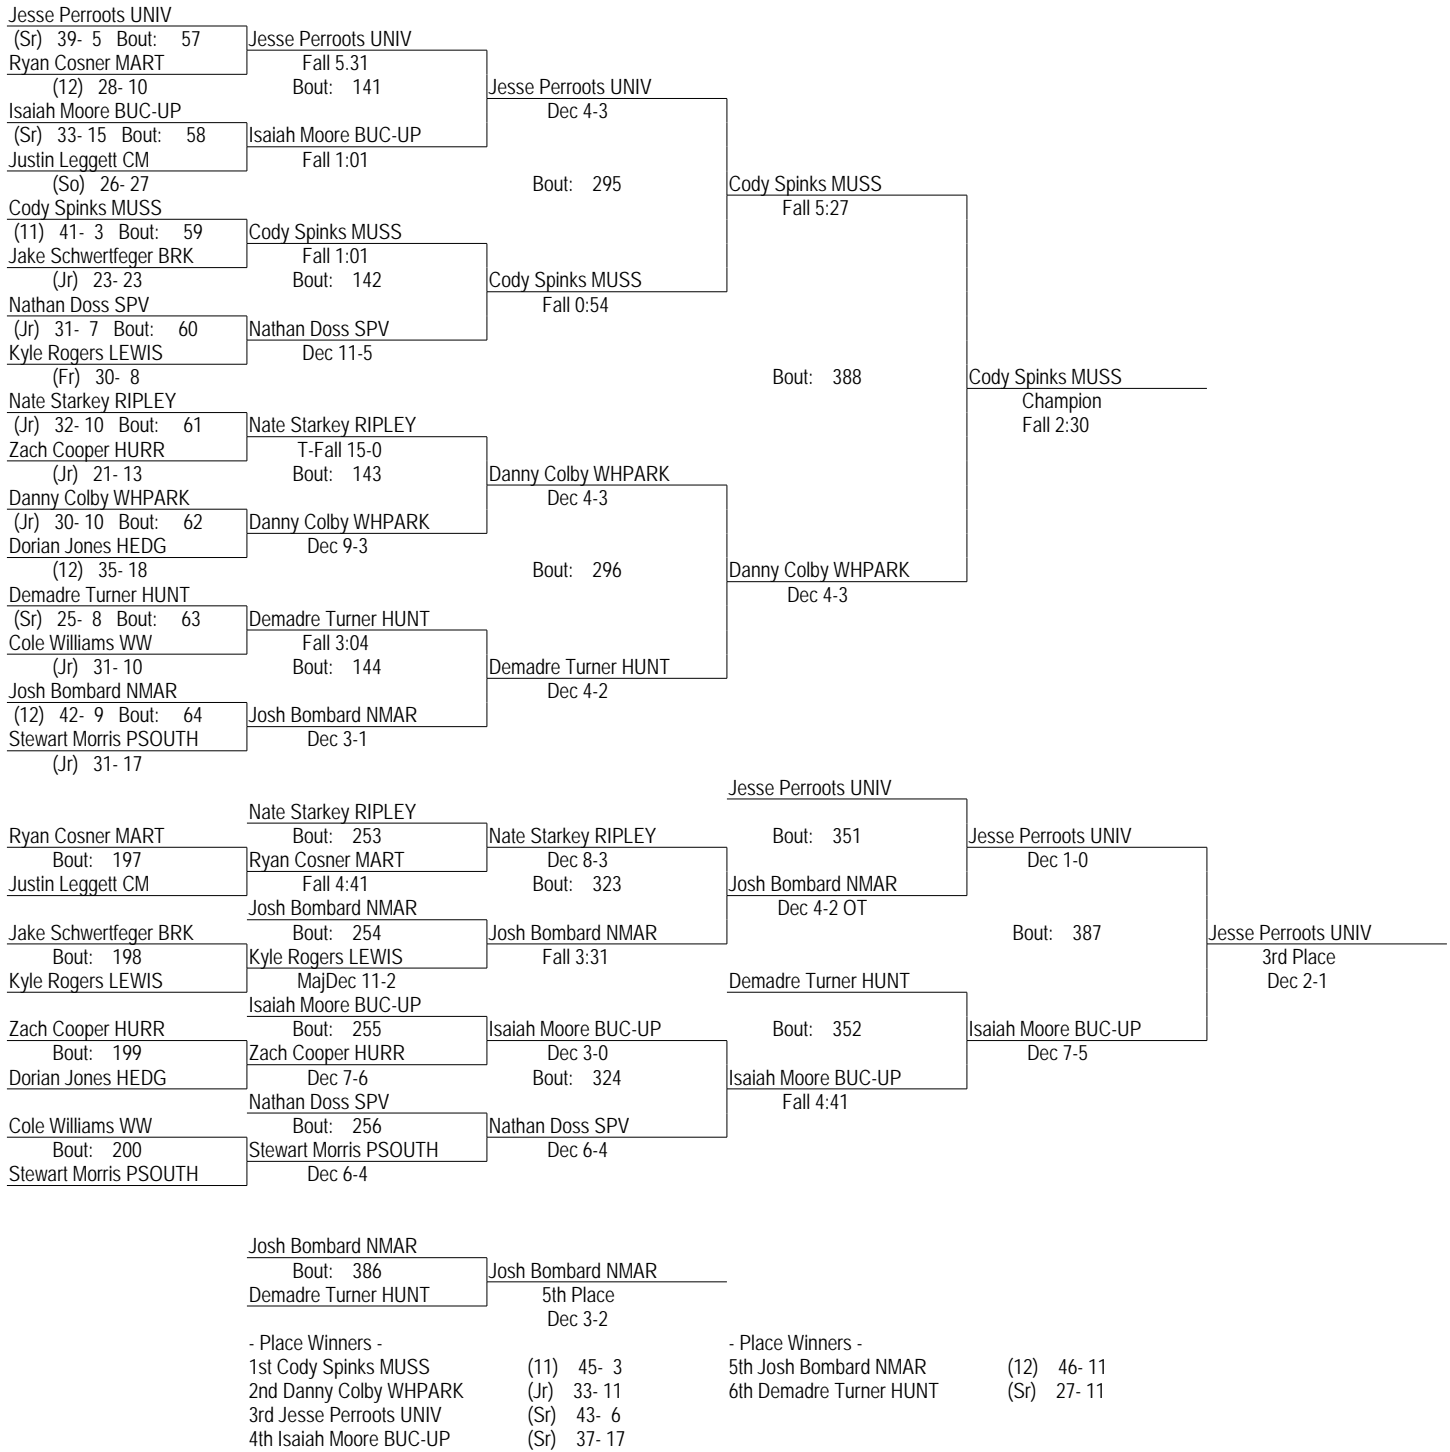 Jesse Perroots UNIV
(Sr) 39- 5 Bout: 57 Jesse Perroots UNIV
Ryan Cosner MART Fall 5.31
(12) 28- 10 Bout: 141 Jesse Perroots UNIV
Isaiah Moore BUC-UP Dec 4-3
(Sr) 33- 15 Bout: 58 Isaiah Moore BUC-UP
Justin Leggett CM Fall 1:01
(So) 26- 27 Bout: 295 Cody Spinks MUSS
Cody Spinks MUSS Fall 5:27
(11) 41- 3 Bout: 59 Cody Spinks MUSS
Jake Schwertfeger BRK Fall 1:01
(Jr) 23- 23 Bout: 142 Cody Spinks MUSS
Nathan Doss SPV Fall 0:54
(Jr) 31- 7 Bout: 60 Nathan Doss SPV
Kyle Rogers LEWIS Dec 11-5
(Fr) 30- 8 Bout: 388 Cody Spinks MUSS
Nate Starkey RIPLEY Champion
(Jr) 32- 10 Bout: 61 Nate Starkey RIPLEY Fall 2:30
Zach Cooper HURR T-Fall 15-0
(Jr) 21- 13 Bout: 143 Danny Colby WHPARK
Danny Colby WHPARK Dec 4-3
(Jr) 30- 10 Bout: 62 Danny Colby WHPARK
Dorian Jones HEDG Dec 9-3
(12) 35- 18 Bout: 296 Danny Colby WHPARK
Demadre Turner HUNT Dec 4-3
(Sr) 25- 8 Bout: 63 Demadre Turner HUNT
Cole Williams WW Fall 3:04
(Jr) 31- 10 Bout: 144 Demadre Turner HUNT
Josh Bombard NMAR Dec 4-2
(12) 42- 9 Bout: 64 Josh Bombard NMAR
Stewart Morris PSOUTH Dec 3-1
(Jr) 31- 17
Jesse Perroots UNIV
Nate Starkey RIPLEY
Ryan Cosner MART Bout: 253 Nate Starkey RIPLEY Bout: 351 Jesse Perroots UNIV
Bout: 197 Ryan Cosner MART Dec 8-3 Dec 1-0
Justin Leggett CM Fall 4:41 Bout: 323 Josh Bombard NMAR
Josh Bombard NMAR Dec 4-2 OT
Jake Schwertfeger BRK Bout: 254 Josh Bombard NMAR Bout: 387 Jesse Perroots UNIV
Bout: 198 Kyle Rogers LEWIS Fall 3:31 3rd Place
Kyle Rogers LEWIS MajDec 11-2 Demadre Turner HUNT Dec 2-1
Isaiah Moore BUC-UP
Zach Cooper HURR Bout: 255 Isaiah Moore BUC-UP Bout: 352 Isaiah Moore BUC-UP
Bout: 199 Zach Cooper HURR Dec 3-0 Dec 7-5
Dorian Jones HEDG Dec 7-6 Bout: 324 Isaiah Moore BUC-UP
Nathan Doss SPV Fall 4:41
Cole Williams WW Bout: 256 Nathan Doss SPV
Bout: 200 Stewart Morris PSOUTH Dec 6-4
Stewart Morris PSOUTH Dec 6-4
Josh Bombard NMAR
Bout: 386 Josh Bombard NMAR
Demadre Turner HUNT 5th Place
Dec 3-2
- Place Winners - - Place Winners -
1st Cody Spinks MUSS (11) 45- 3 5th Josh Bombard NMAR (12) 46- 11
2nd Danny Colby WHPARK (Jr) 33- 11 6th Demadre Turner HUNT (Sr) 27- 11
3rd Jesse Perroots UNIV (Sr) 43- 6
4th Isaiah Moore BUC-UP (Sr) 37- 17